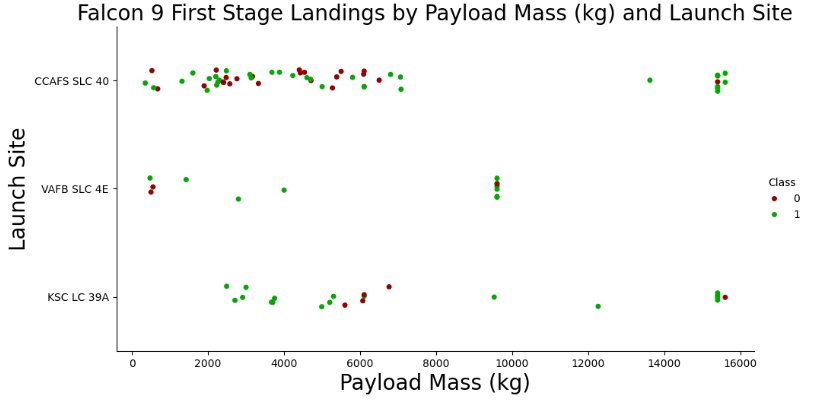 Falcon 9 First Stage Landings by Payload Mass (kg) and Launch Site
CCAFS SLC 40
VAFB SLC 4E
KSC LC 39A
Launch Site
Class
0
1
0 2000 4000 6000 8000 10000 12000 14000 16000
Payload Mass (kg)